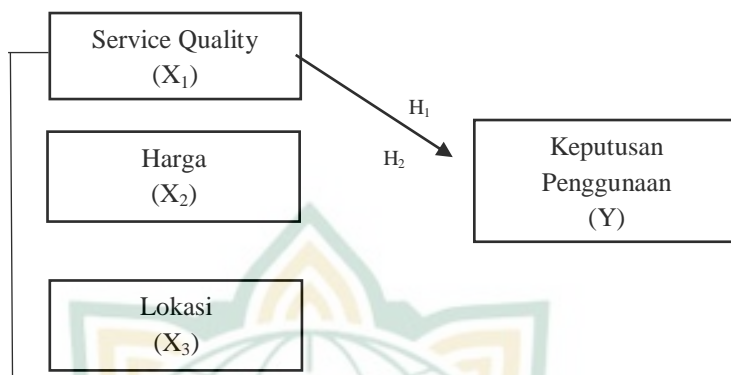 Service Quality
(X₁)
H₁
Harga
(X₂)
H₂
Keputusan
Penggunaan
(Y)
Lokasi
(X₃)